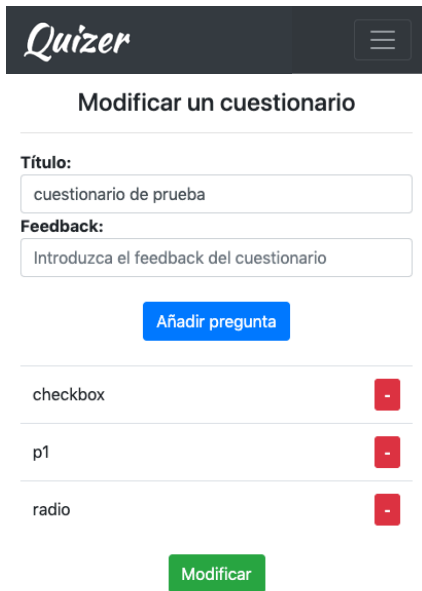 Quizer
Modificar un cuestionario
Título:
cuestionario de prueba
Feedback:
Introduzca el feedback del cuestionario
Añadir pregunta
checkbox -
p1 -
radio -
Modificar